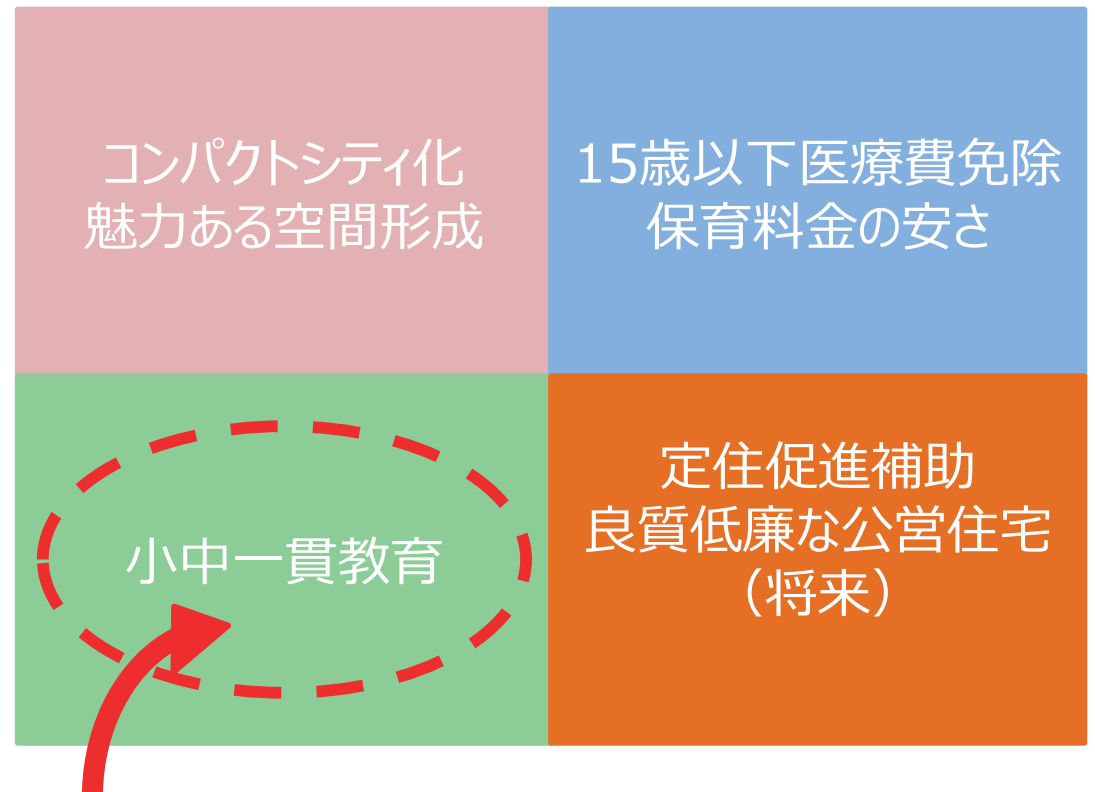 コンパクトシティ化
魅力ある空間形成
15歳以下医療費免除
保育料金の安さ
小中一貫教育
定住促進補助
良質低廉な公営住宅
（将来）